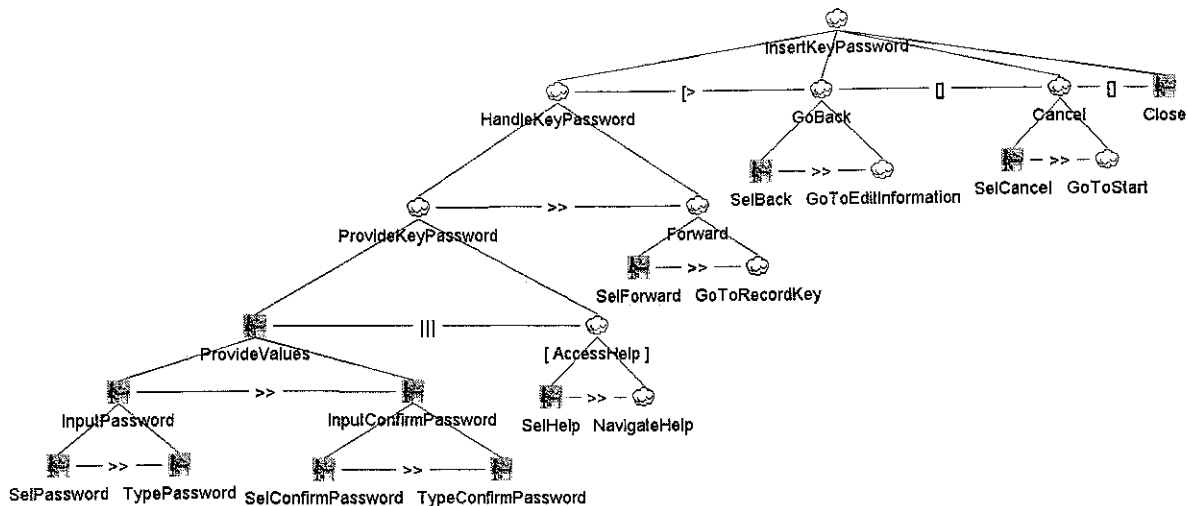 InsertKeyPassword
[> [] []
HandleKeyPassword GoBack Cancel Close
>> >>
SelBack GoToEditInformation SelCancel GoToStart
>>
ProvideKeyPassword Forward
>>
SelForward GoToRecordKey
|||
ProvideValues [ AccessHelp ]
>> >>
InputPassword InputConfirmPassword SelHelp NavigateHelp
>> >>
SelPassword TypePassword SelConfirmPassword TypeConfirmPassword